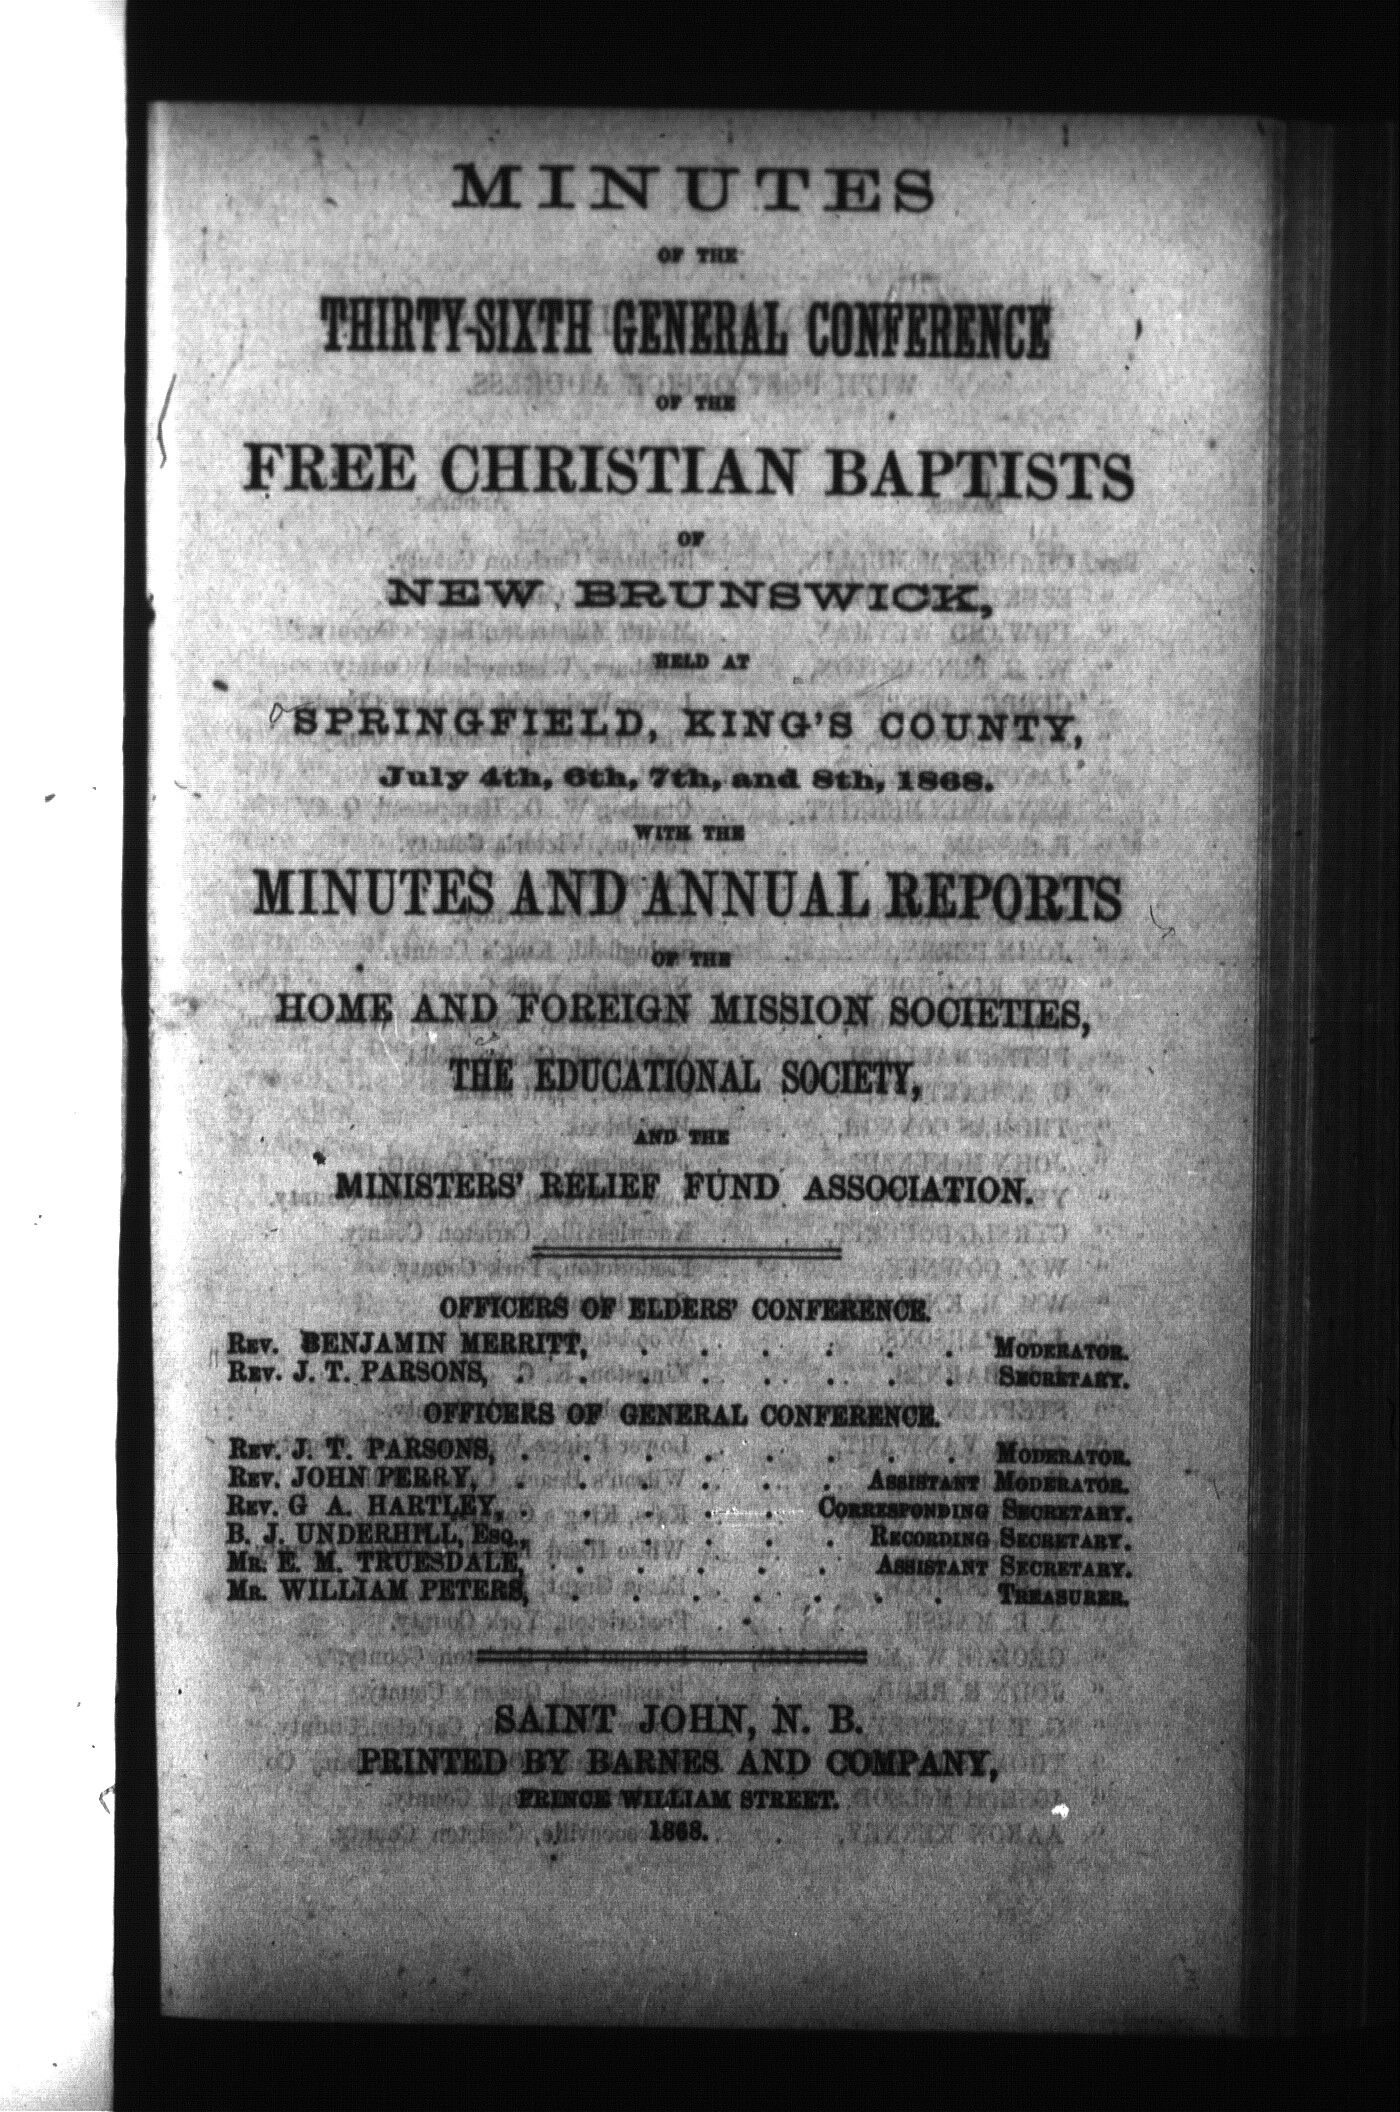 MINUTES
OF THE
THIRTY-SIXTH GENERAL CONFERENCE
OF THE
FREE CHRISTIAN BAPTISTS
OF
NEW BRUNSWICK,
HELD AT
SPRINGFIELD, KING'S COUNTY,
July 4th, 6th, 7th, and 8th, 1868.
WITH THE
MINUTES AND ANNUAL REPORTS
OF THE
HOME AND FOREIGN MISSION SOCIETIES,
THE EDUCATIONAL SOCIETY,
AND THE
MINISTERS' RELIEF FUND ASSOCIATION.
OFFICERS OF ELDERS' CONFERENCE.
REV. BENJAMIN MERRITT, . . . . . . MODERATOR.
REV. J. T. PARSONS, . . . . . . . . SECRETARY.
OFFICERS OF GENERAL CONFERENCE.
REV. J. T. PARSONS, . . . . . . . . MODERATOR.
REV. JOHN PERRY, . . . . . . ASSISTANT MODERATOR.
REV. G A. HARTLEY, . . . . . CORRESPONDING SECRETARY.
B. J. UNDERHILL, ESQ., . . . . . . RECORDING SECRETARY.
MR. E. M. TRUESDALE, . . . . . . ASSISTANT SECRETARY.
MR. WILLIAM PETERS, . . . . . . . TREASURER.
SAINT JOHN, N. B.
PRINTED BY BARNES AND COMPANY,
PRINCE WILLIAM STREET.
1868.